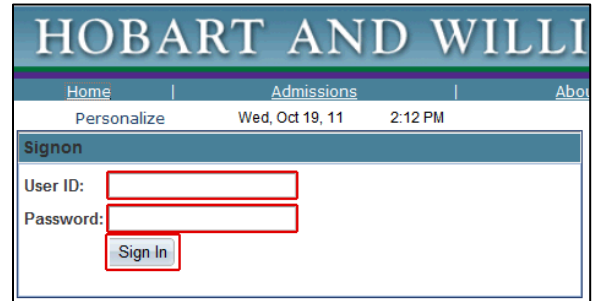 HOBART AND WILLI
Home | Admissions | Abou
Personalize Wed, Oct 19, 11 2:12 PM
Signon
User ID:
Password:
Sign In